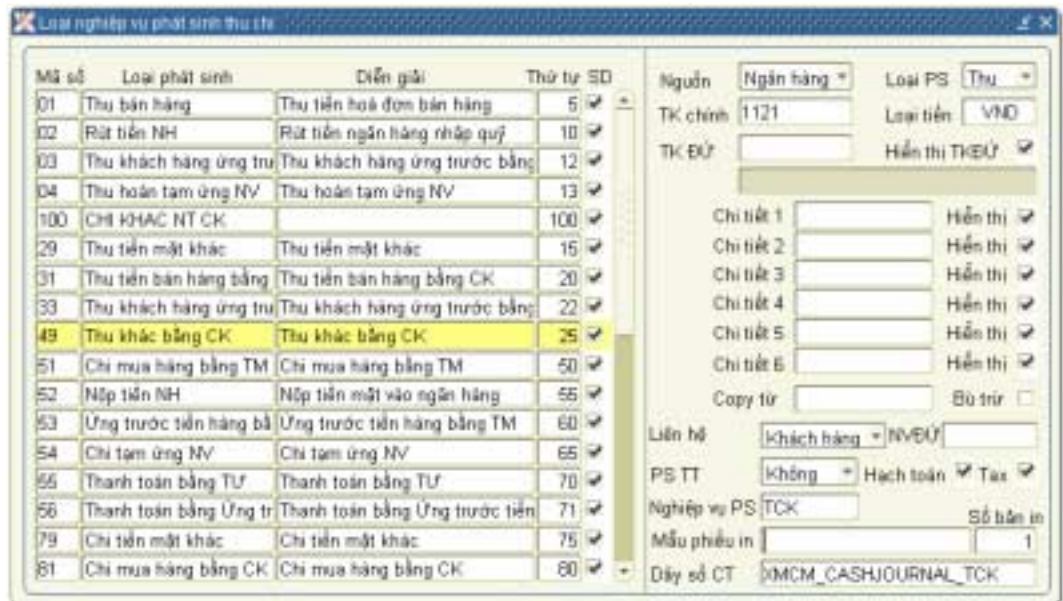 Loại nghiệp vụ phát sinh thu chi
Mã số Loại phát sinh Diễn giải Thứ tự SD
01 Thu bán hàng Thu tiền hoá đơn bán hàng 5
02 Rút tiền NH Rút tiền ngân hàng nhập quỹ 10
03 Thu khách hàng ứng trư Thu khách hàng ứng trước bằng 12
04 Thu hoàn tạm ứng NV Thu hoàn tạm ứng NV 13
100 CHI KHAC NT CK 100
29 Thu tiền mặt khác Thu tiền mặt khác 15
31 Thu tiền bán hàng bằng Thu tiền bán hàng bằng CK 20
33 Thu khách hàng ứng trư Thu khách hàng ứng trước bằng 22
49 Thu khác bằng CK Thu khác bằng CK 25
51 Chi mua hàng bằng TM Chi mua hàng bằng TM 50
52 Nộp tiền NH Nộp tiền mặt vào ngân hàng 55
53 Ứng trước tiền hàng bằ Ứng trước tiền hàng bằng TM 60
54 Chi tạm ứng NV Chi tạm ứng NV 65
55 Thanh toán bằng TƯ Thanh toán bằng TƯ 70
56 Thanh toán bằng Ứng tr Thanh toán bằng Ứng trước tiền 71
79 Chi tiền mặt khác Chi tiền mặt khác 75
81 Chi mua hàng bằng CK Chi mua hàng bằng CK 80
Nguồn Ngân hàng Loại PS Thu
TK chính 1121 Loại tiền VND
TK ĐỨ Hiển thị TKĐỨ
Chi tiết 1 Hiển thị
Chi tiết 2 Hiển thị
Chi tiết 3 Hiển thị
Chi tiết 4 Hiển thị
Chi tiết 5 Hiển thị
Chi tiết 6 Hiển thị
Copy từ Bù trừ
Liên hệ Khách hàng NVĐỨ
PS TT Không Hạch toán Tax
Nghiệp vụ PS TCK
Số bản in
Mẫu phiếu in 1
Dãy số CT XMCM_CASHJOURNAL_TCK